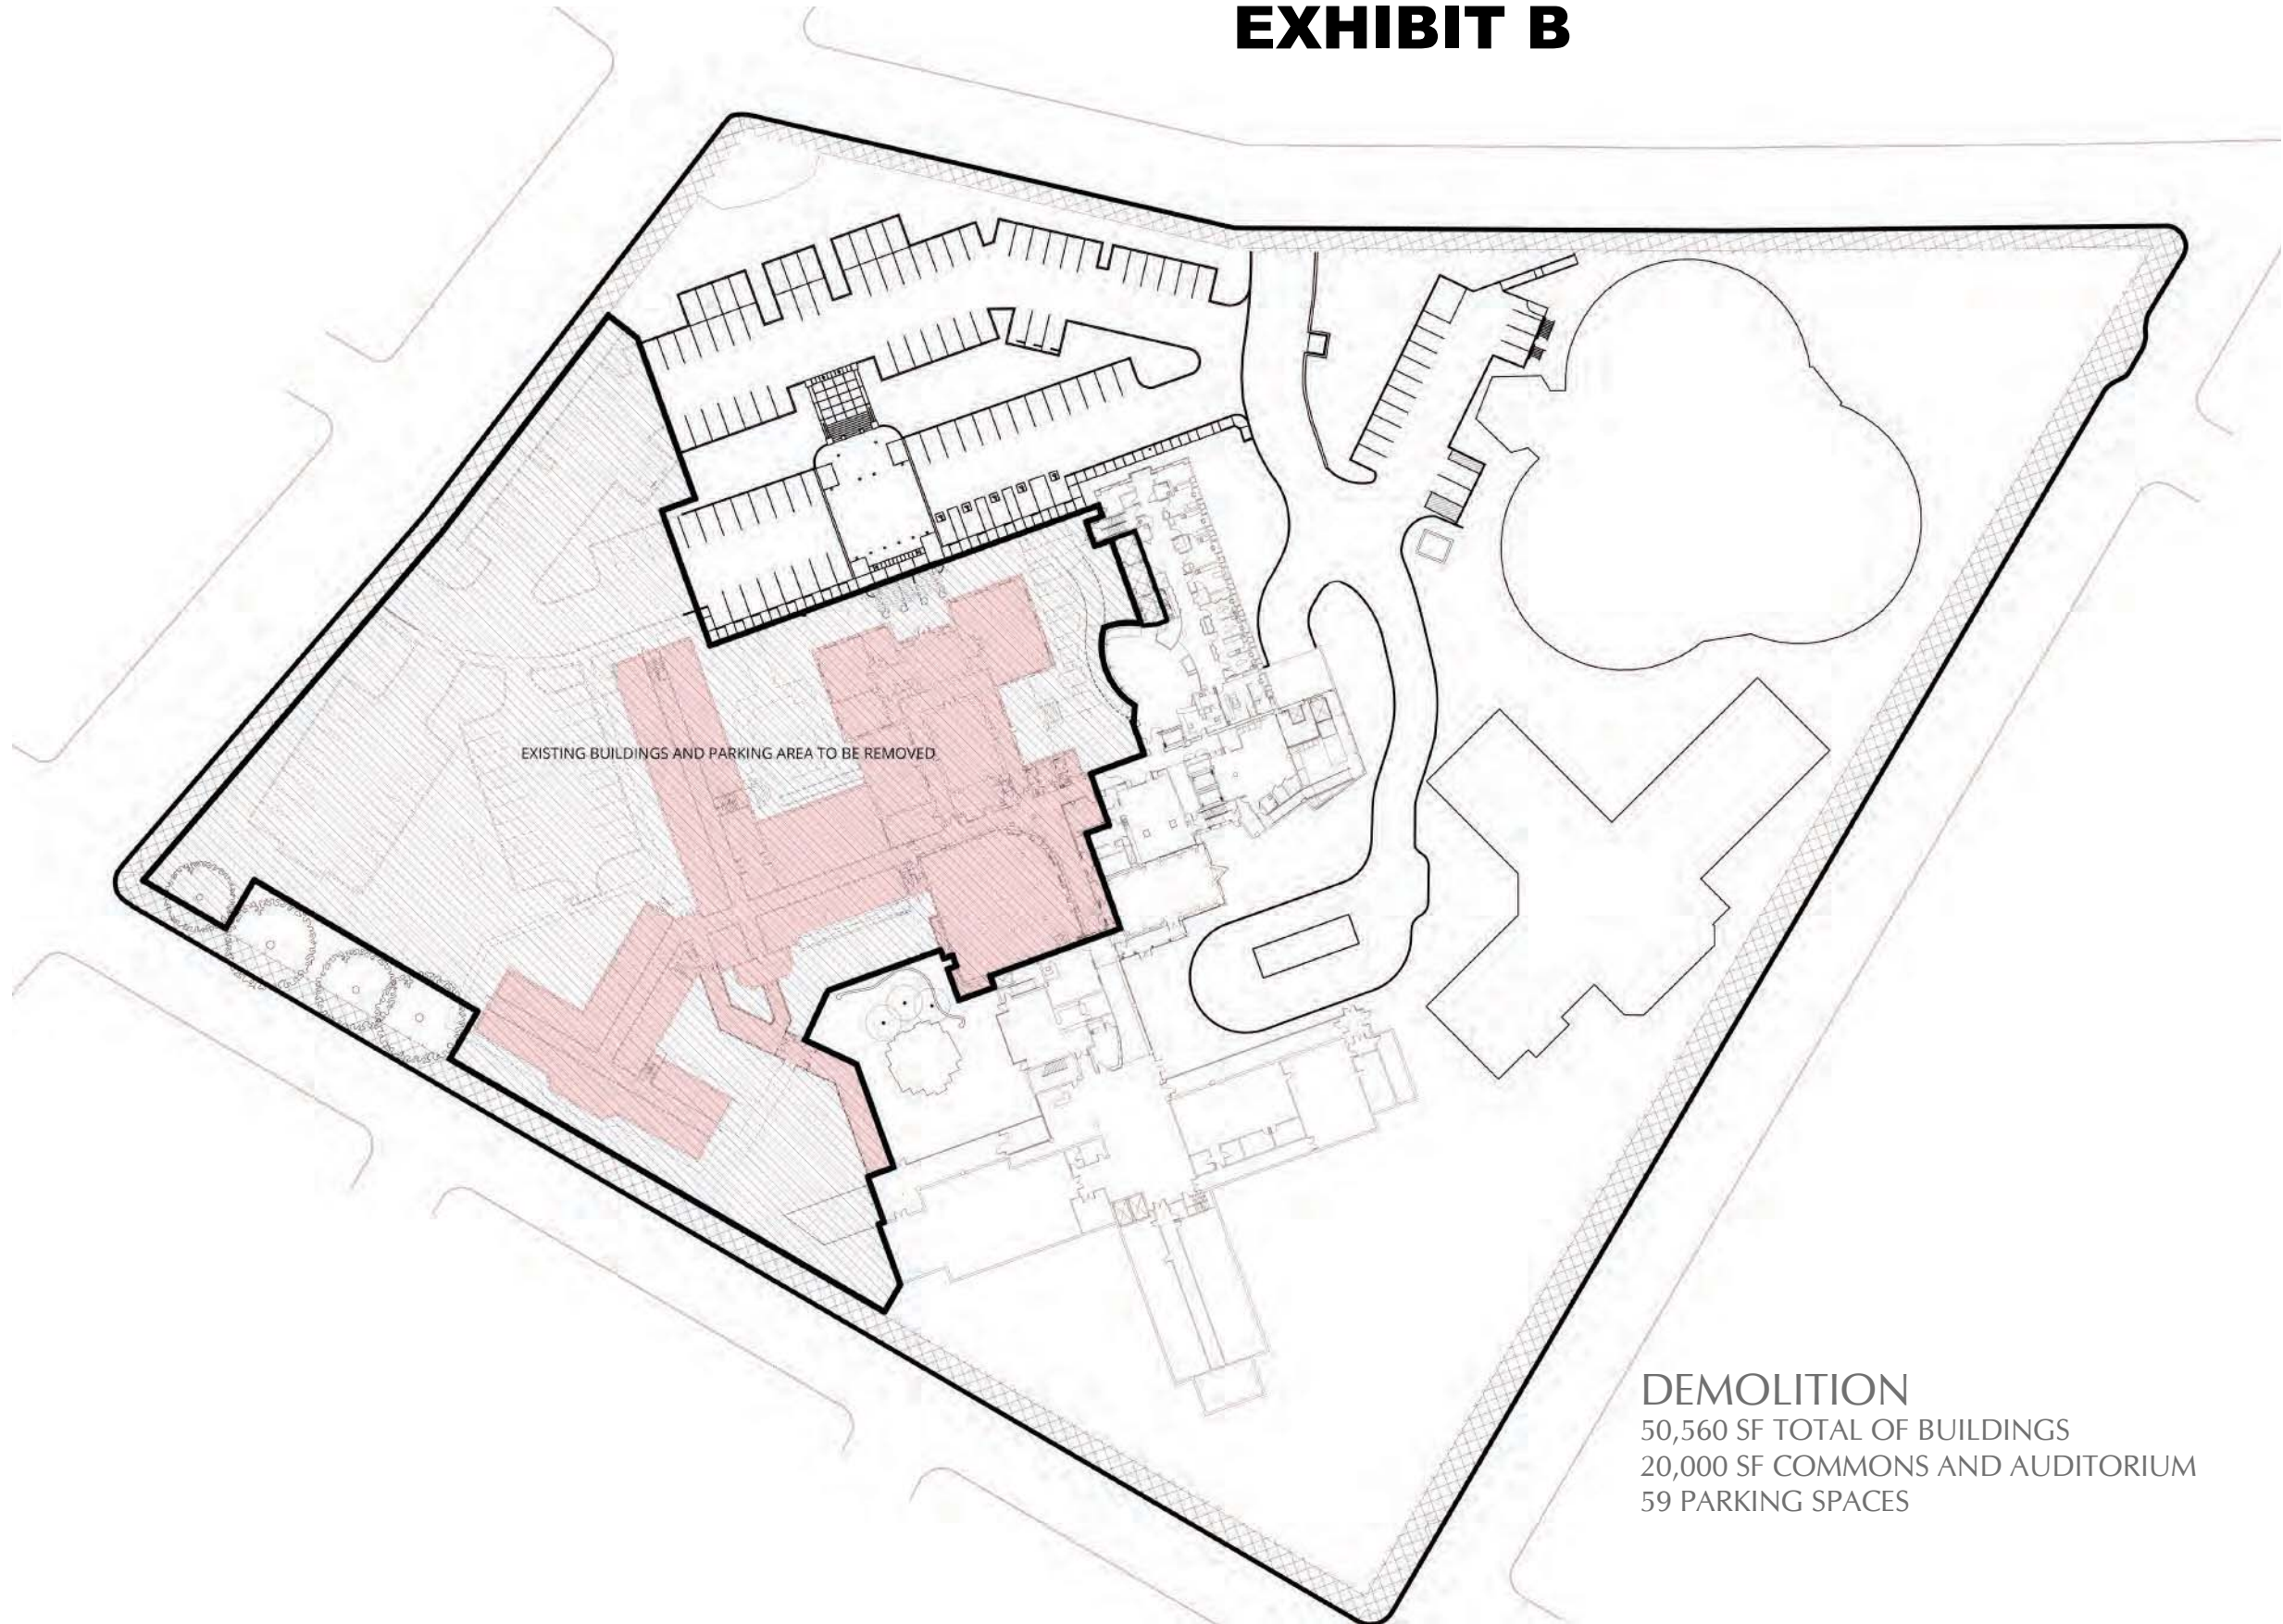 EXHIBIT B
EXISTING BUILDINGS AND PARKING AREA TO BE REMOVED
DEMOLITION
50,560 SF TOTAL OF BUILDINGS
20,000 SF COMMONS AND AUDITORIUM
59 PARKING SPACES